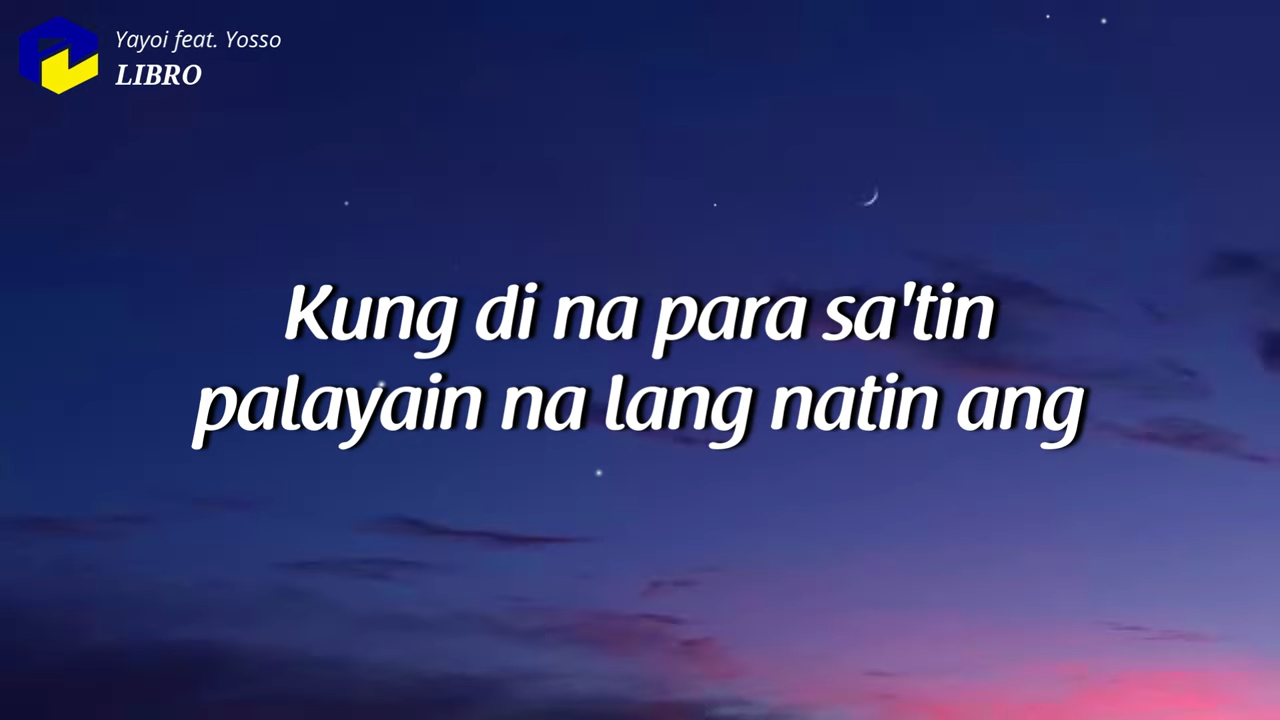 Yayoi feat. Yosso
LIBRO
Kung di na para sa'tin
palayain na lang natin ang